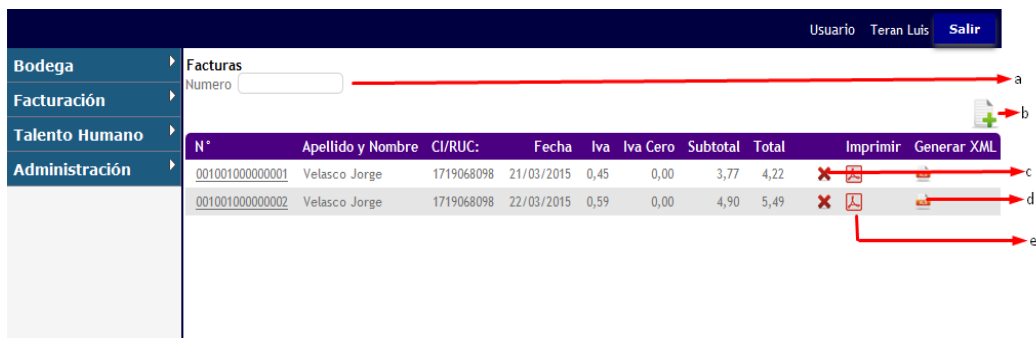 Usuario Teran Luis Salir
Bodega
Facturación
Talento Humano
Administración
Facturas
Numero
a
b
N° Apellido y Nombre CI/RUC: Fecha Iva Iva Cero Subtotal Total Imprimir Generar XML
001001000000001 Velasco Jorge 1719068098 21/03/2015 0,45 0,00 3,77 4,22
c
001001000000002 Velasco Jorge 1719068098 22/03/2015 0,59 0,00 4,90 5,49
d
e